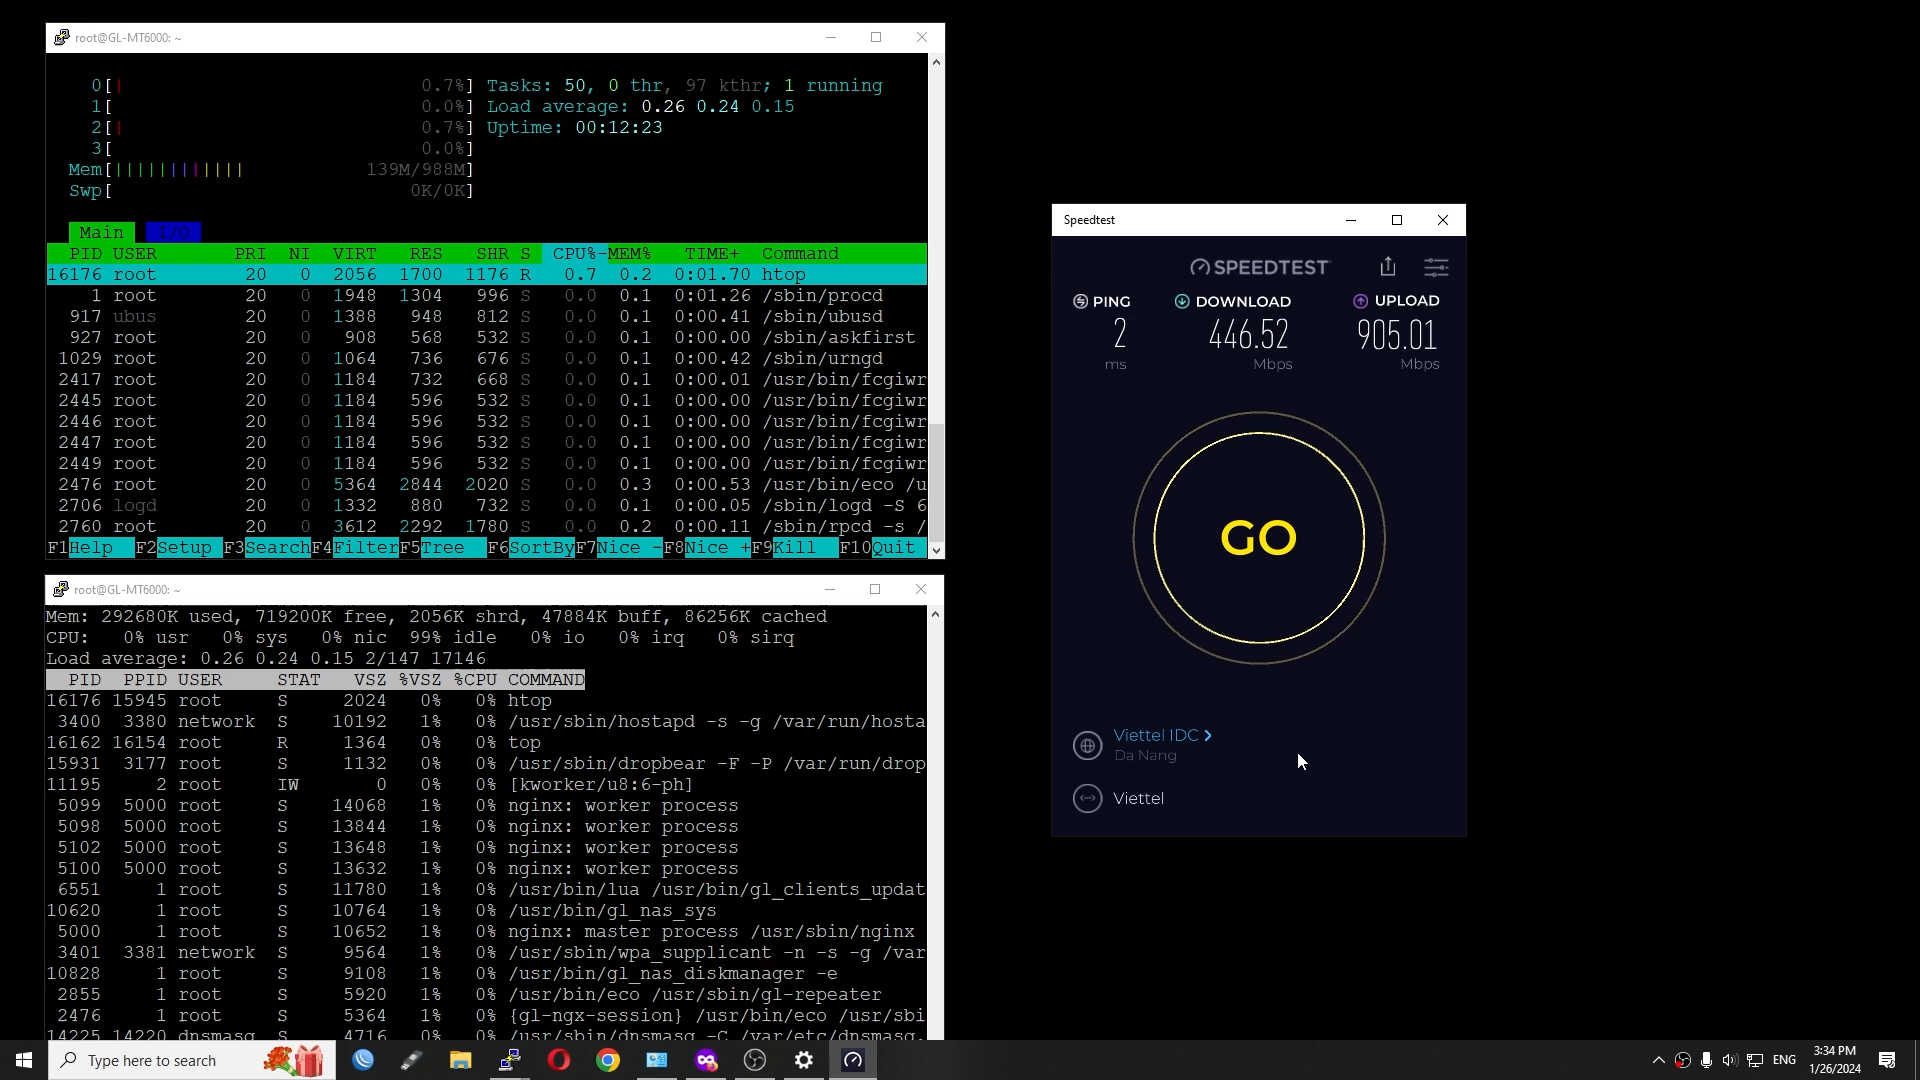 root@GL-MT6000: ~
0[| 0.7%] Tasks: 50, 0 thr, 97 kthr; 1 running
1[ 0.0%] Load average: 0.26 0.24 0.15
2[| 0.7%] Uptime: 00:12:23
3[ 0.0%]
Mem[|||||||||||| 139M/988M]
Swp[ 0K/0K]
Main I/O
PID USER PRI NI VIRT RES SHR S CPU%-MEM% TIME+ Command
16176 root 20 0 2056 1700 1176 R 0.7 0.2 0:01.70 htop
1 root 20 0 1948 1304 996 S 0.0 0.1 0:01.26 /sbin/procd
917 ubus 20 0 1388 948 812 S 0.0 0.1 0:00.41 /sbin/ubusd
927 root 20 0 908 568 532 S 0.0 0.1 0:00.00 /sbin/askfirst
1029 root 20 0 1064 736 676 S 0.0 0.1 0:00.42 /sbin/urngd
2417 root 20 0 1184 732 668 S 0.0 0.1 0:00.01 /usr/bin/fcgiwr
2445 root 20 0 1184 596 532 S 0.0 0.1 0:00.00 /usr/bin/fcgiwr
2446 root 20 0 1184 596 532 S 0.0 0.1 0:00.00 /usr/bin/fcgiwr
2447 root 20 0 1184 596 532 S 0.0 0.1 0:00.00 /usr/bin/fcgiwr
2449 root 20 0 1184 596 532 S 0.0 0.1 0:00.00 /usr/bin/fcgiwr
2476 root 20 0 5364 2844 2020 S 0.0 0.3 0:00.53 /usr/bin/eco /u
2706 logd 20 0 1332 880 732 S 0.0 0.1 0:00.05 /sbin/logd -S 6
2760 root 20 0 3612 2292 1780 S 0.0 0.2 0:00.11 /sbin/rpcd -s /
F1Help F2Setup F3SearchF4FilterF5Tree F6SortByF7Nice -F8Nice +F9Kill F10Quit
root@GL-MT6000: ~
Mem: 292680K used, 719200K free, 2056K shrd, 47884K buff, 86256K cached
CPU: 0% usr 0% sys 0% nic 99% idle 0% io 0% irq 0% sirq
Load average: 0.26 0.24 0.15 2/147 17146
PID PPID USER STAT VSZ %VSZ %CPU COMMAND
16176 15945 root S 2024 0% 0% htop
3400 3380 network S 10192 1% 0% /usr/sbin/hostapd -s -g /var/run/hosta
16162 16154 root R 1364 0% 0% top
15931 3177 root S 1132 0% 0% /usr/sbin/dropbear -F -P /var/run/drop
11195 2 root IW 0 0% 0% [kworker/u8:6-ph]
5099 5000 root S 14068 1% 0% nginx: worker process
5098 5000 root S 13844 1% 0% nginx: worker process
5102 5000 root S 13648 1% 0% nginx: worker process
5100 5000 root S 13632 1% 0% nginx: worker process
6551 1 root S 11780 1% 0% /usr/bin/lua /usr/bin/gl_clients_updat
10620 1 root S 10764 1% 0% /usr/bin/gl_nas_sys
5000 1 root S 10652 1% 0% nginx: master process /usr/sbin/nginx
3401 3381 network S 9564 1% 0% /usr/sbin/wpa_supplicant -n -s -g /var
10828 1 root S 9108 1% 0% /usr/bin/gl_nas_diskmanager -e
2855 1 root S 5920 1% 0% /usr/bin/eco /usr/sbin/gl-repeater
2476 1 root S 5364 1% 0% {gl-ngx-session} /usr/bin/eco /usr/sbi
14225 14220 dnsmasq S 4716 0% 0% /usr/sbin/dnsmasq -C /var/etc/dnsmasq.
Speedtest
SPEEDTEST
PING DOWNLOAD UPLOAD
2 446.52 905.01
ms Mbps Mbps
GO
Viettel IDC
Da Nang
Viettel
Type here to search
ENG
3:34 PM
1/26/2024